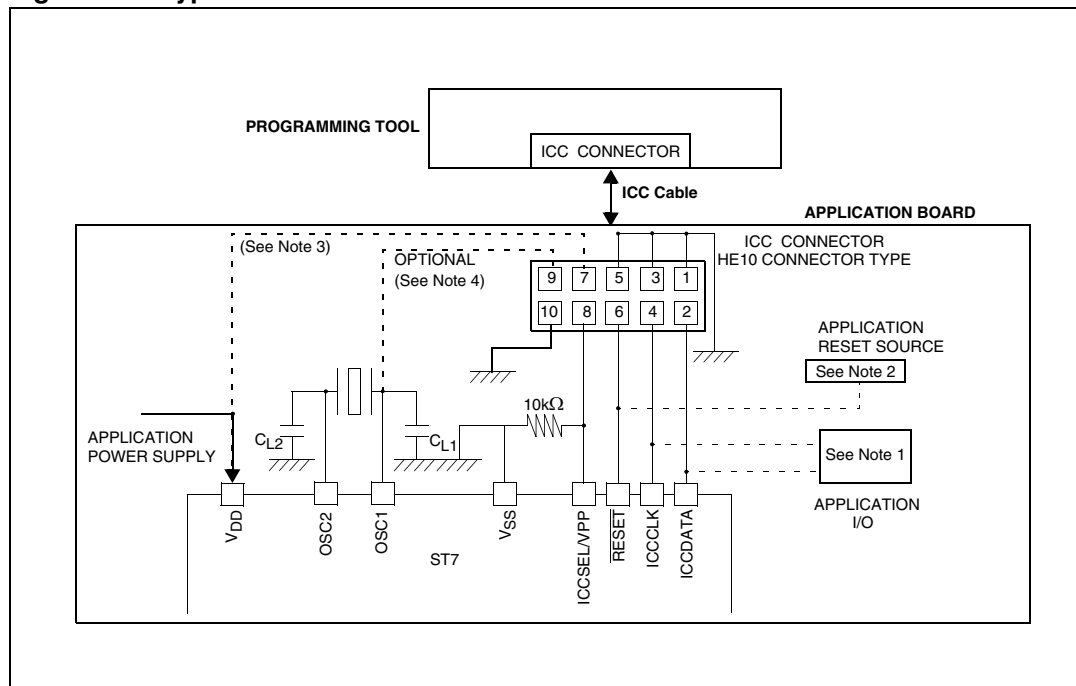 PROGRAMMING TOOL
ICC CONNECTOR
ICC Cable
APPLICATION BOARD
(See Note 3)
OPTIONAL
(See Note 4)
ICC CONNECTOR
HE10 CONNECTOR TYPE
9 7 5 3 1
10 8 6 4 2
APPLICATION
RESET SOURCE
See Note 2
10kΩ
APPLICATION
POWER SUPPLY
CL2
CL1
See Note 1
APPLICATION
I/O
VDD
OSC2
OSC1
VSS
ICCSEL/VPP
RESET
ICCCLK
ICCDATA
ST7